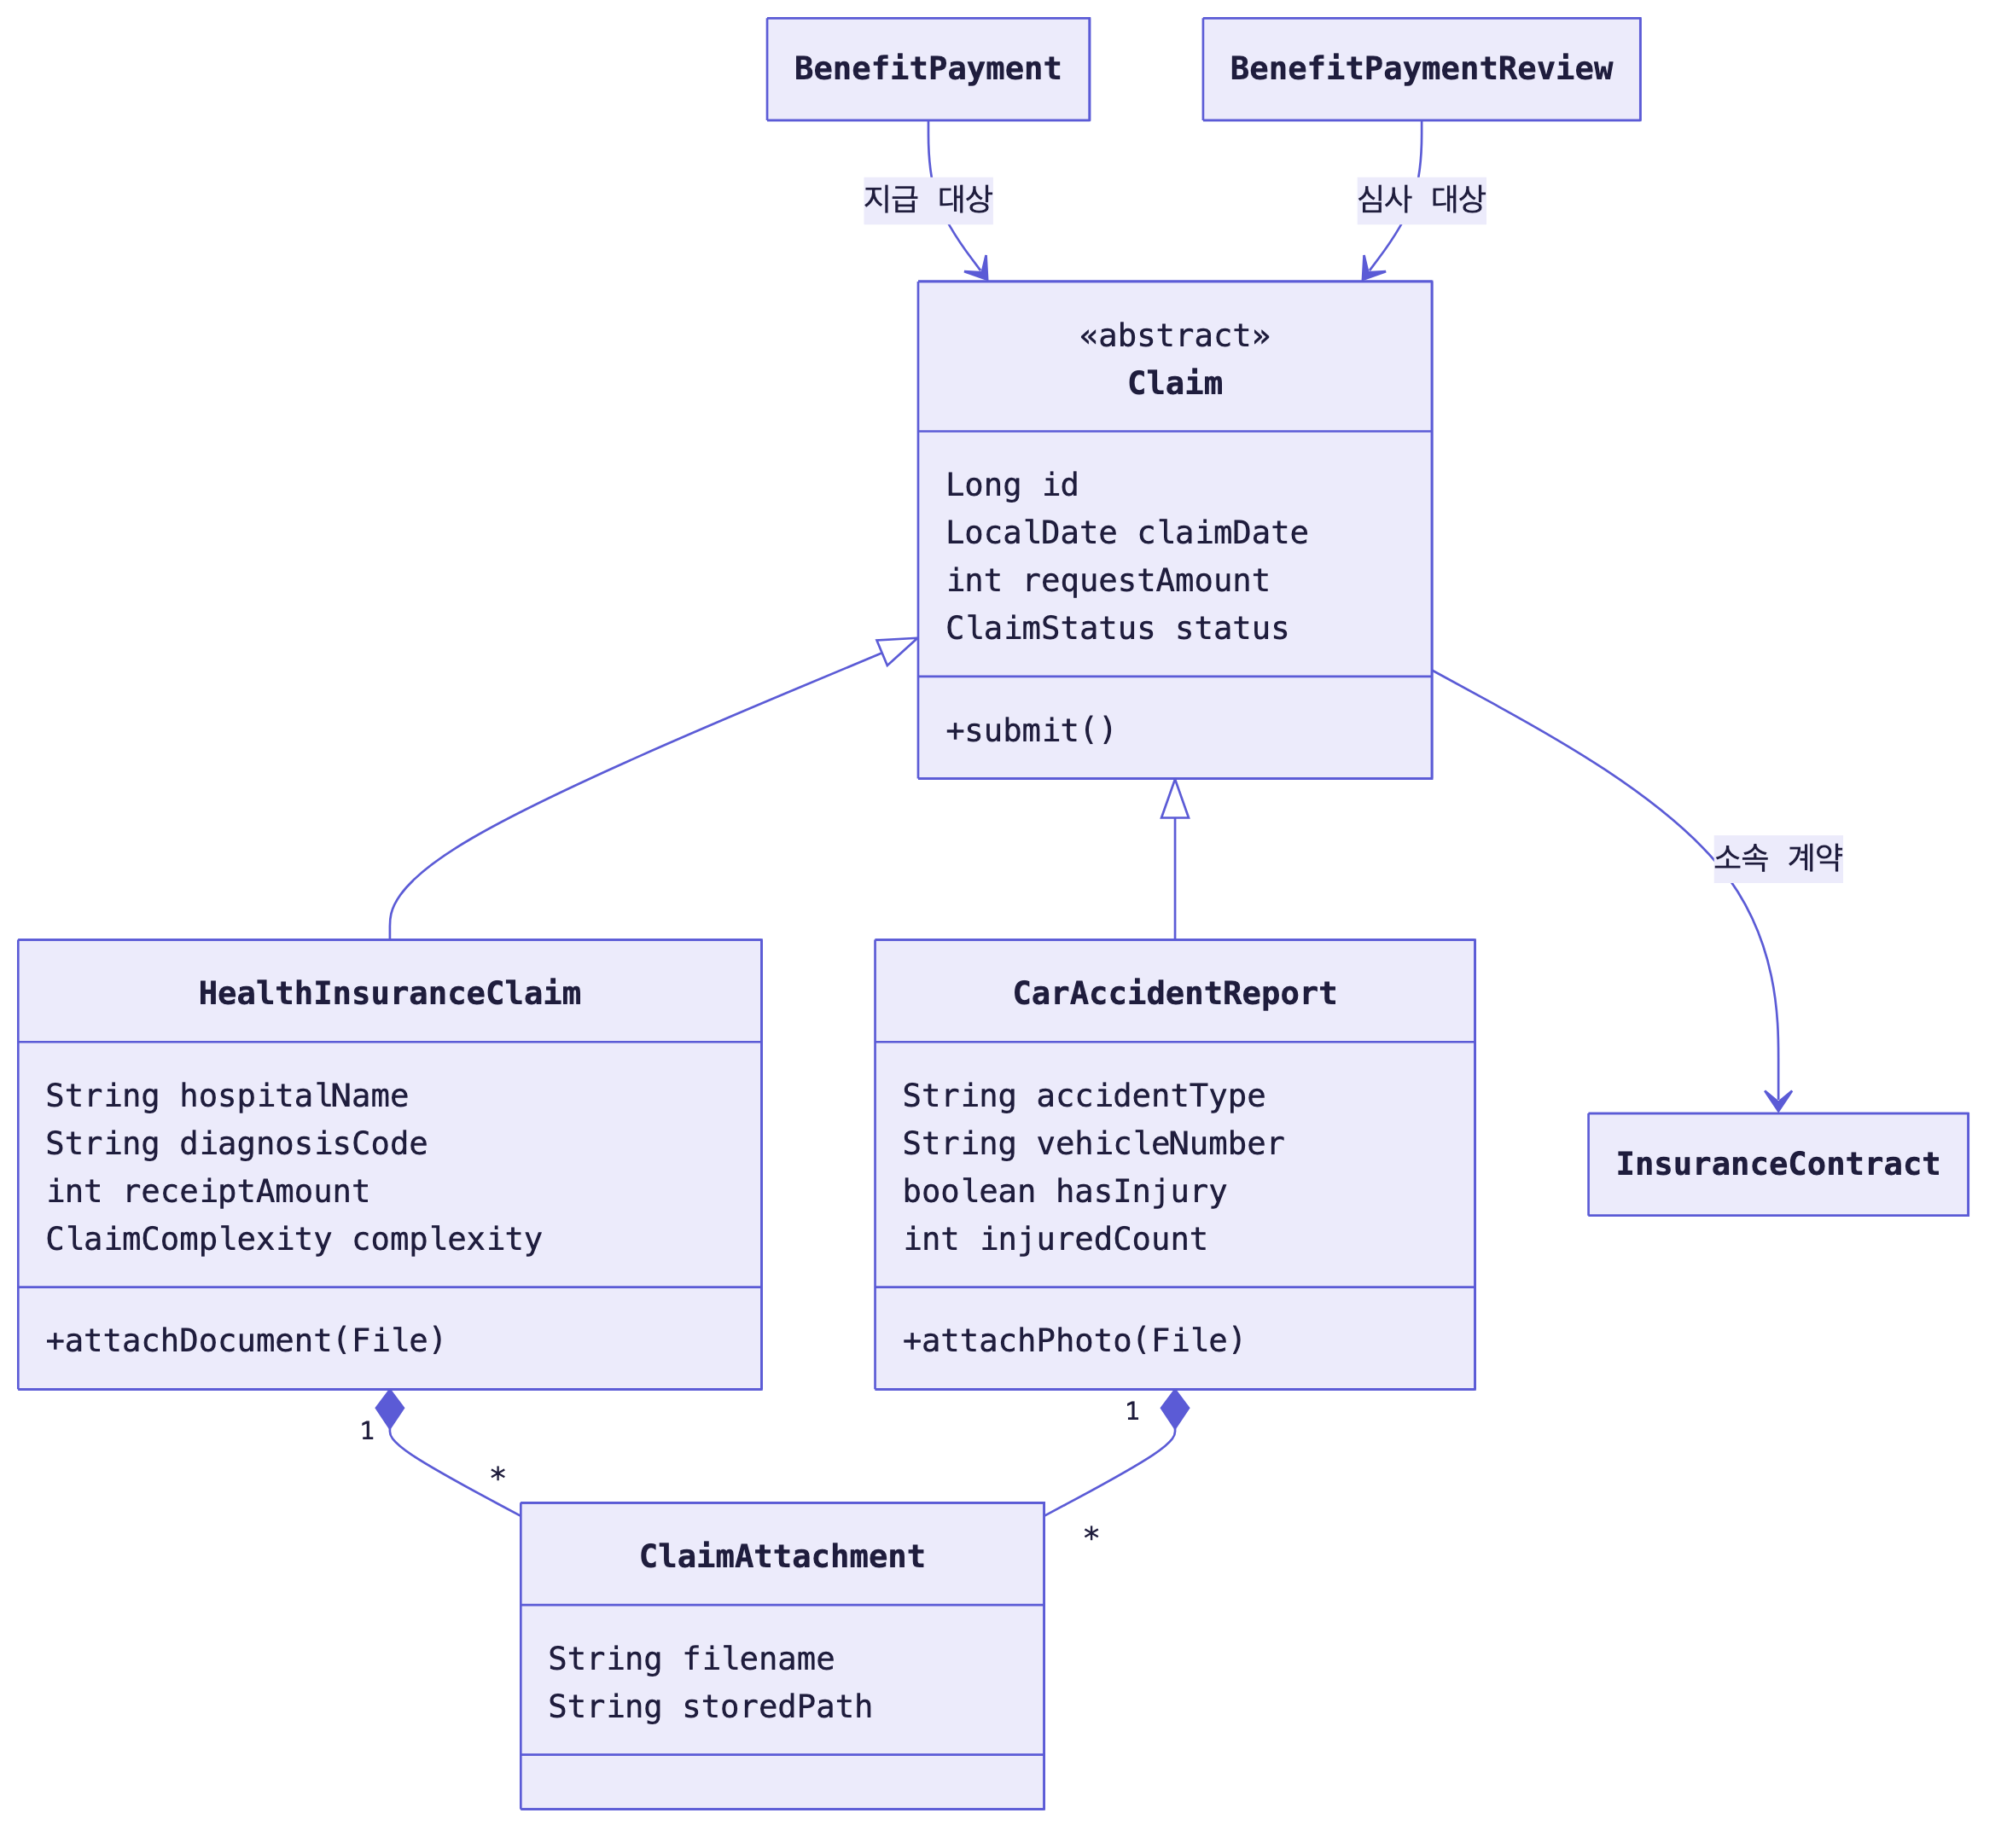 BenefitPayment
BenefitPaymentReview
지급 대상
심사 대상
«abstract»
Claim
Long id
LocalDate claimDate
int requestAmount
ClaimStatus status
+submit()
소속 계약
HealthInsuranceClaim
String hospitalName
String diagnosisCode
int receiptAmount
ClaimComplexity complexity
+attachDocument(File)
CarAccidentReport
String accidentType
String vehicleNumber
boolean hasInjury
int injuredCount
+attachPhoto(File)
InsuranceContract
1
*
1
*
ClaimAttachment
String filename
String storedPath